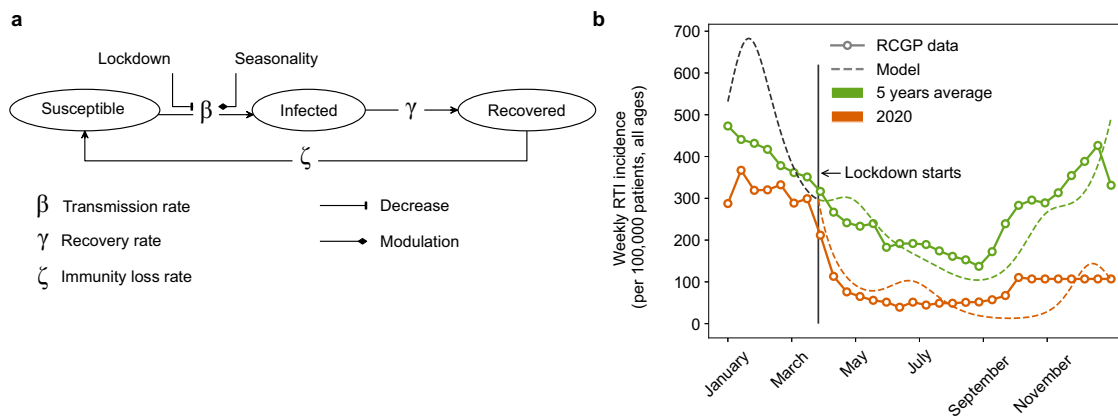 a
Lockdown
Seasonality
Susceptible
β
Infected
γ
Recovered
ζ
β Transmission rate
γ Recovery rate
ζ Immunity loss rate
Decrease
Modulation
b
Weekly RTI incidence
(per 100,000 patients, all ages)
700
600
500
400
300
200
100
0
RCGP data
Model
5 years average
2020
Lockdown starts
January
March
May
July
September
November